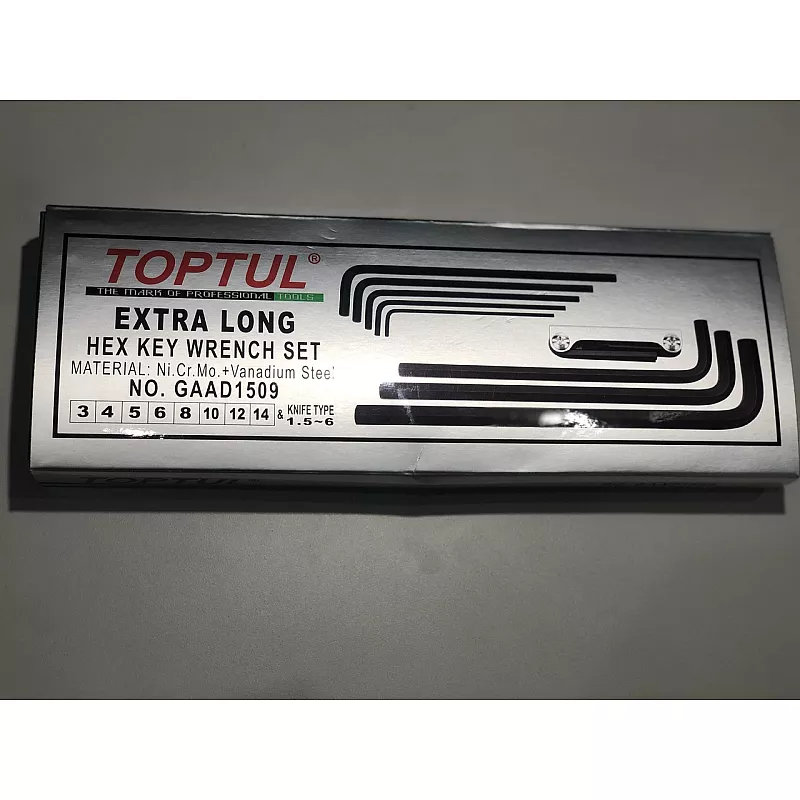 TOPTUL®
THE MARK OF PROFESSIONAL TOOLS
EXTRA LONG
HEX KEY WRENCH SET
MATERIAL: Ni.Cr.Mo.+Vanadium Steel
NO. GAAD1509
3 4 5 6 8 10 12 14 & KNIFE TYPE 1.5~6
TOPTUL